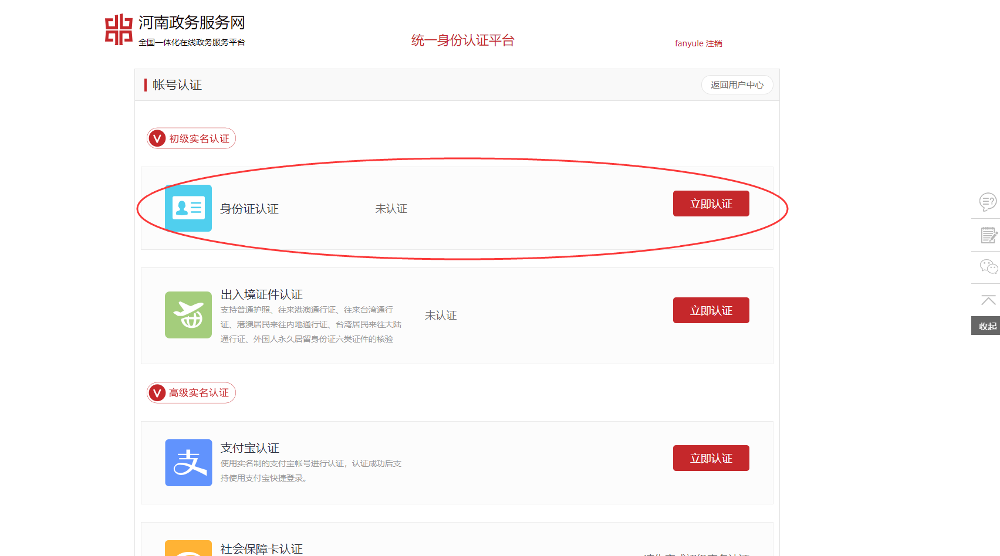 河南政务服务网
全国一体化在线政务服务平台
统一身份认证平台
fanyule 注销
帐号认证
返回用户中心
初级实名认证
身份证认证
未认证
立即认证
出入境证件认证
支持普通护照、往来港澳通行证、往来台湾通行
证、港澳居民来往内地通行证、台湾居民来往大陆
通行证、外国人永久居留身份证六类证件的核验
未认证
立即认证
高级实名认证
支付宝认证
使用实名制的支付宝帐号进行认证，认证成功后支
持使用支付宝快捷登录。
立即认证
社会保障卡认证
收起